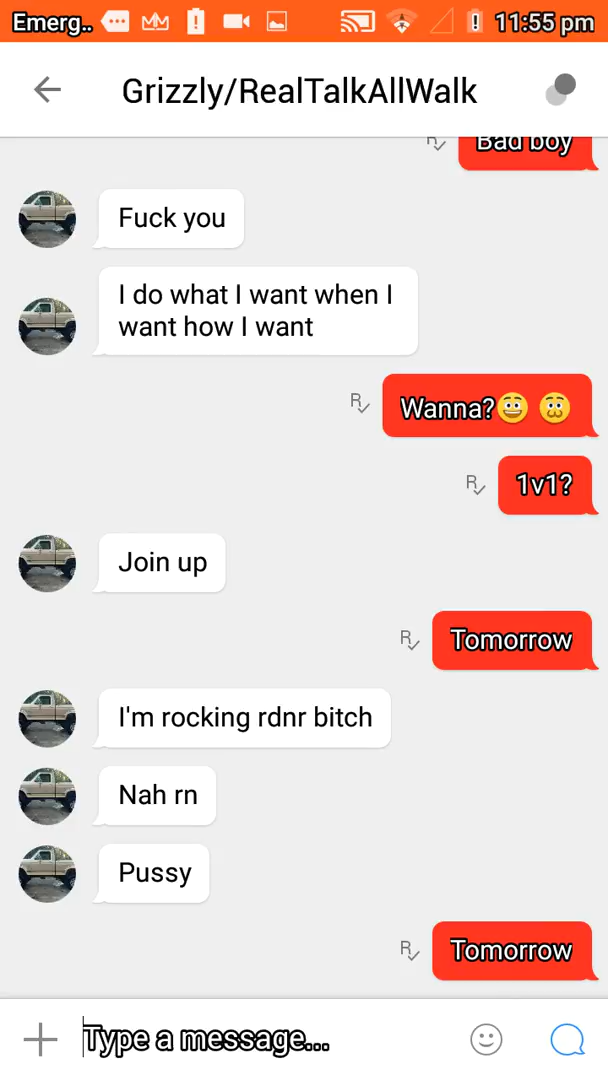 Emerg.. 11:55 pm
Grizzly/RealTalkAllWalk
Bad boy
Fuck you
I do what I want when I
want how I want
R Wanna?😀 🐹
R 1v1?
Join up
R Tomorrow
I'm rocking rdnr bitch
Nah rn
Pussy
R Tomorrow
Type a message...